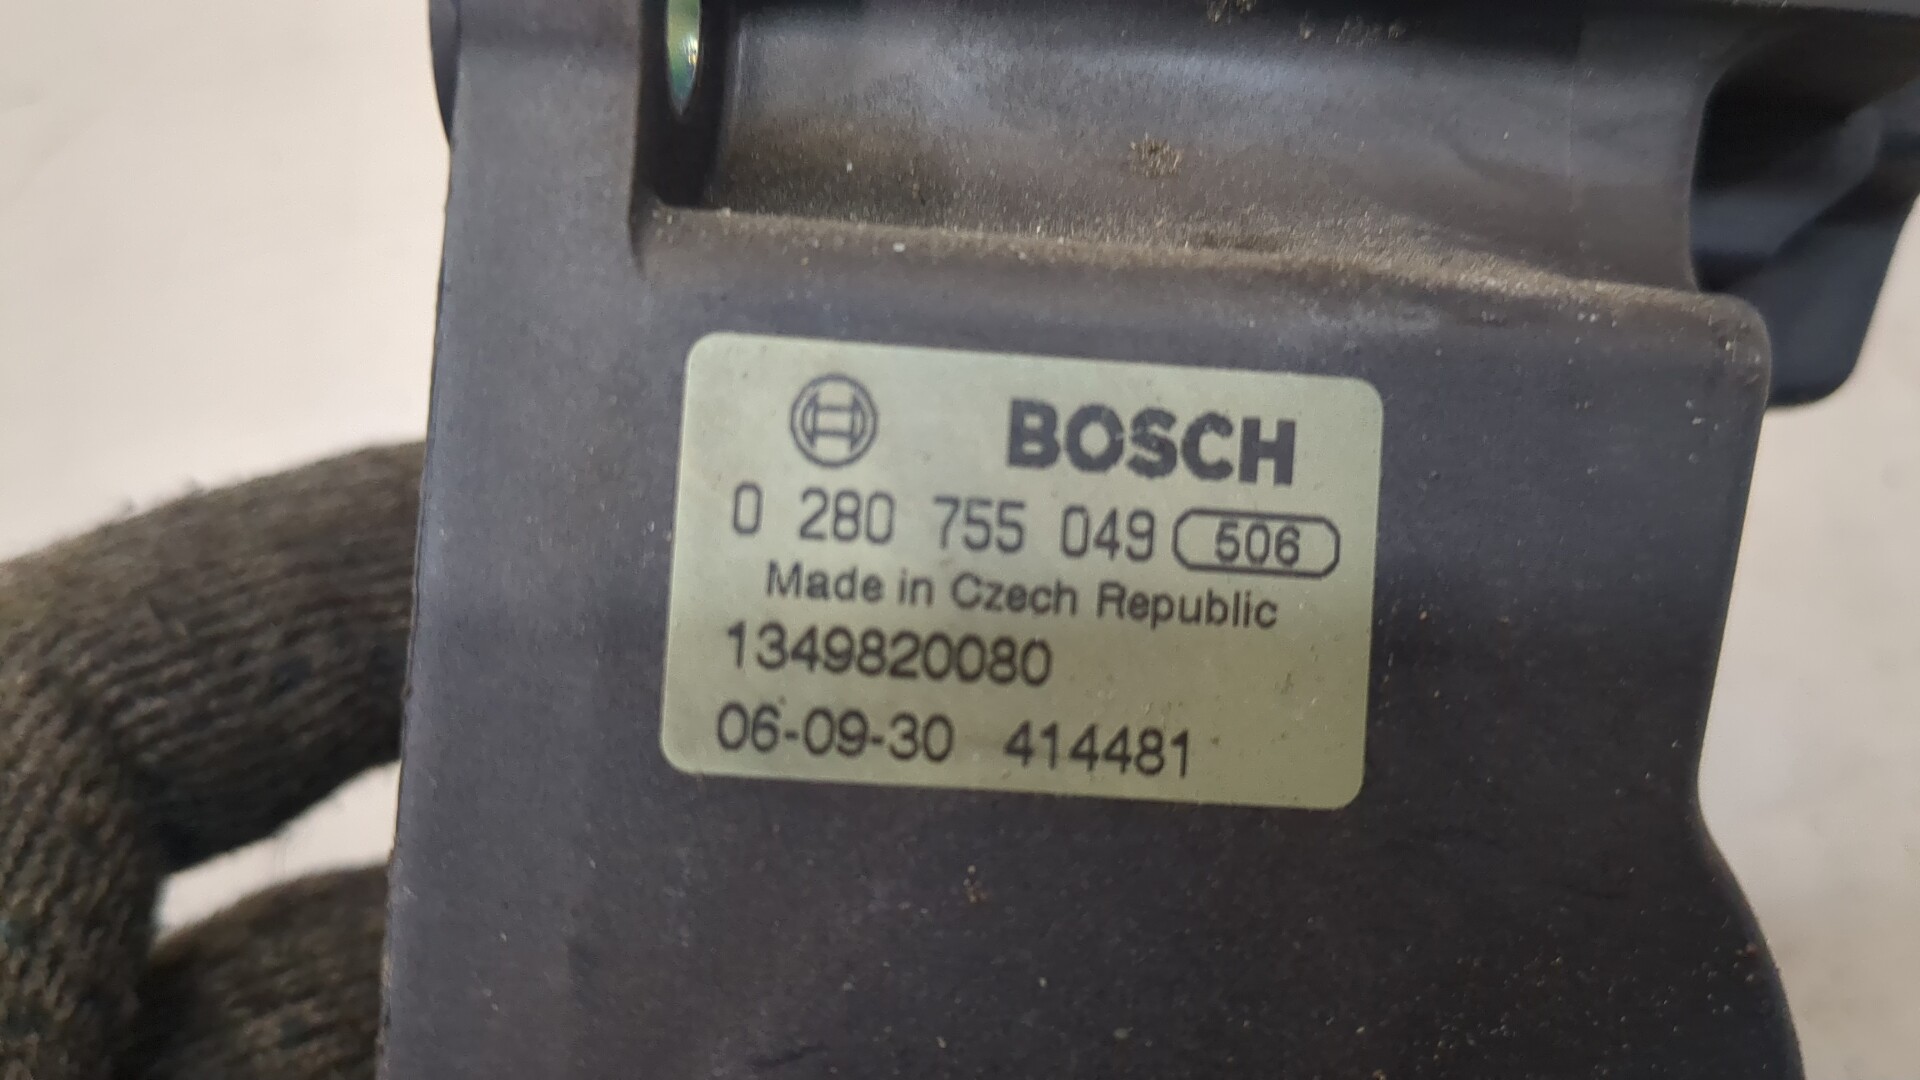 BOSCH
0 280 755 049 506
Made in Czech Republic
1349820080
06-09-30 414481